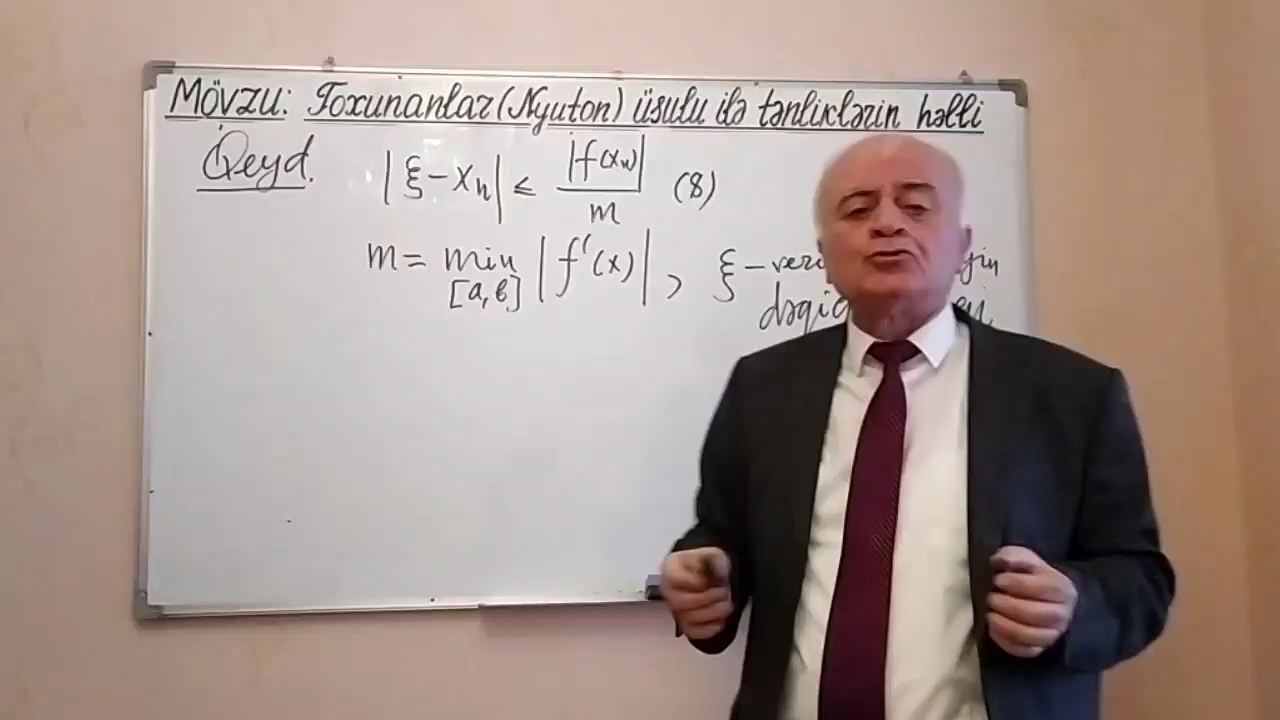 Mövzu: Toxunanlar (Nyuton) üsulu ilə tənliklərin həlli
Qeyd. |ξ - xₙ| ≤ |f(xₙ)| / m (8)
m = min |f'(x)| , ξ -
[a, b]